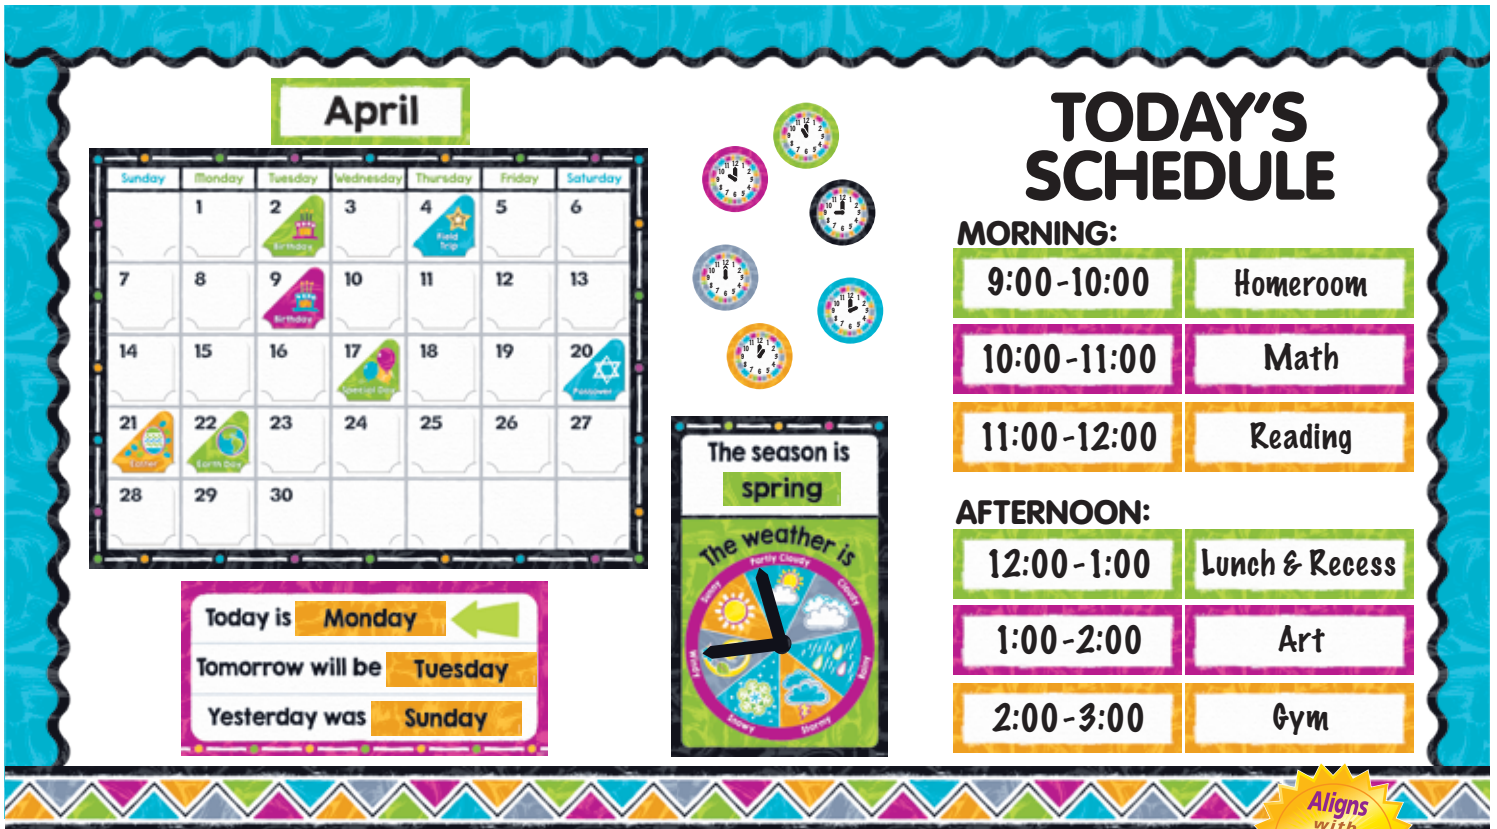 April
Sunday Monday Tuesday Wednesday Thursday Friday Saturday
1 2 3 4 5 6
Birthday Field Trip
7 8 9 10 11 12 13
Birthday
14 15 16 17 18 19 20
Special Day Passover
21 22 23 24 25 26 27
Easter Earth Day
28 29 30
Today is Monday
Tomorrow will be Tuesday
Yesterday was Sunday
The season is
spring
The weather is
Partly Cloudy
Cloudy
Rainy
Stormy
Snowy
Windy
Sunny
TODAY'S
SCHEDULE
MORNING:
9:00-10:00 Homeroom
10:00-11:00 Math
11:00-12:00 Reading
AFTERNOON:
12:00-1:00 Lunch & Recess
1:00-2:00 Art
2:00-3:00 Gym
Aligns
with